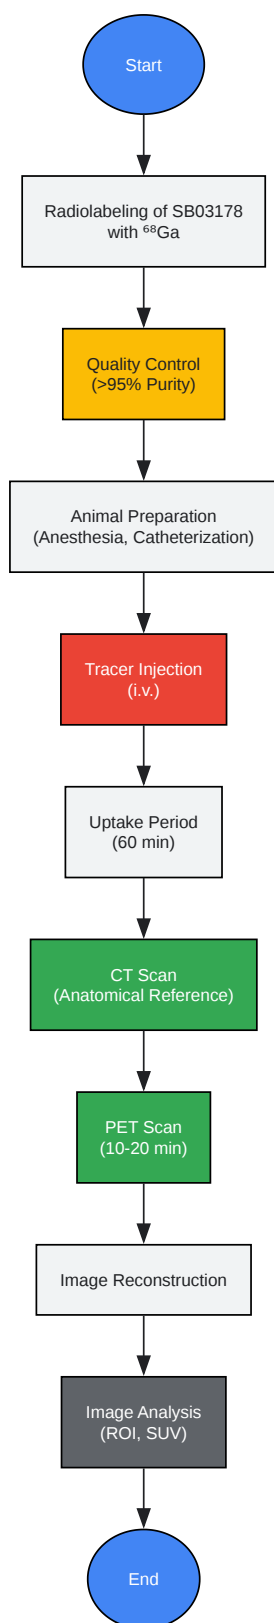 Start
Radiolabeling of SB03178
with ⁶⁸Ga
Quality Control
(>95% Purity)
Animal Preparation
(Anesthesia, Catheterization)
Tracer Injection
(i.v.)
Uptake Period
(60 min)
CT Scan
(Anatomical Reference)
PET Scan
(10-20 min)
Image Reconstruction
Image Analysis
(ROI, SUV)
End